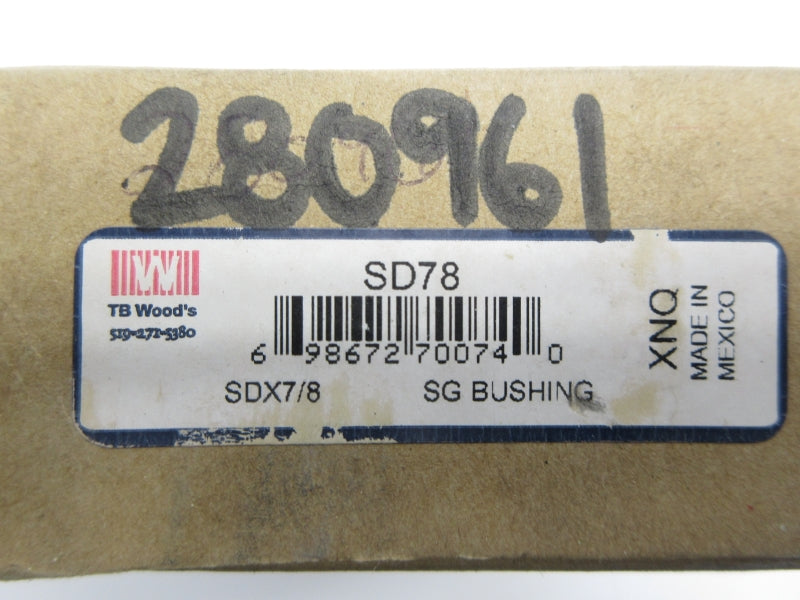 280961
SD78
TB Wood's
519-271-5380
6 98672 70074 0
SDX7/8 SG BUSHING
XNQ
MADE IN
MEXICO